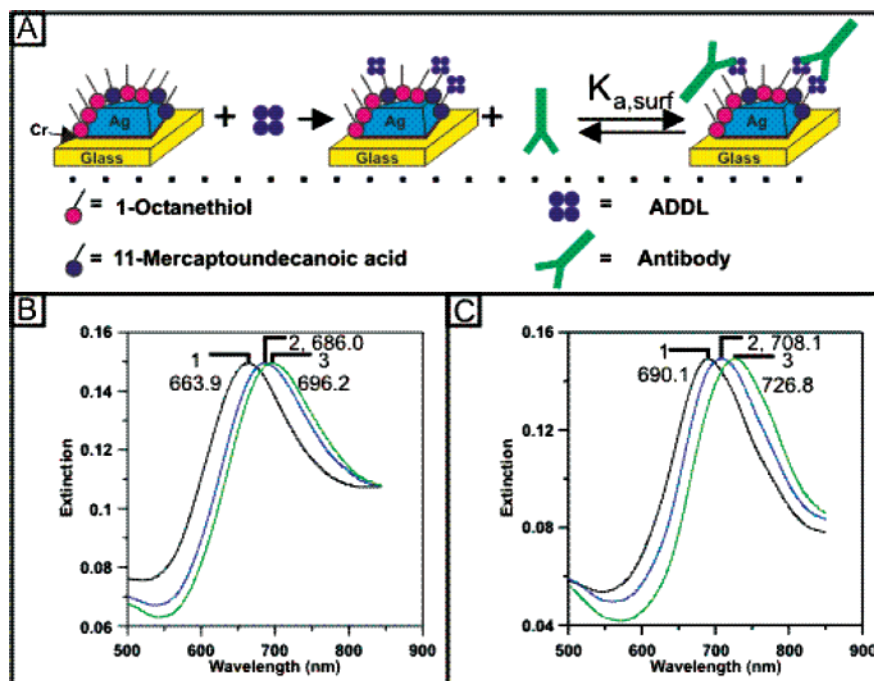 A
Cr
Ag
Glass
+
+
Ag
Glass
K a,surf
Ag
Glass
= 1-Octanethiol
= ADDL
= 11-Mercaptoundecanoic acid
= Antibody
B
0.16
0.14
0.12
0.1
0.08
0.06
Extinction
1
663.9
2, 686.0
3
696.2
500 600 700 800 900
Wavelength (nm)
C
0.16
0.12
0.08
0.04
Extinction
1
690.1
2, 708.1
3
726.8
500 600 700 800 900
Wavelength (nm)